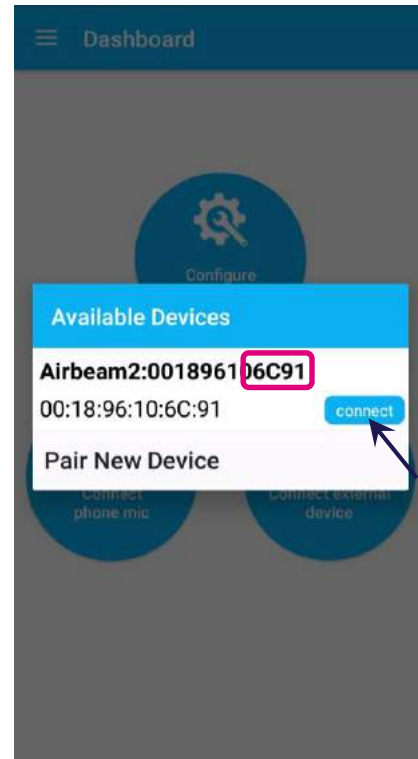 Dashboard
Configure
Available Devices
Airbeam2:001896106C91
00:18:96:10:6C:91
connect
Pair New Device
Connect
phone mic
Connect external
device